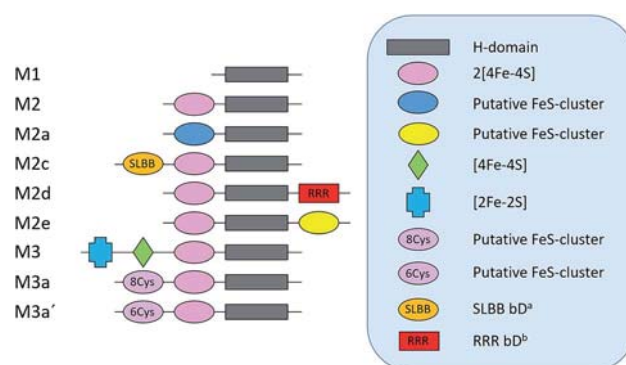 M1
M2
M2a
M2c
SLBB
M2d
RRR
M2e
M3
M3a
8Cys
M3a´
6Cys
H-domain
2[4Fe-4S]
Putative FeS-cluster
Putative FeS-cluster
[4Fe-4S]
[2Fe-2S]
8Cys Putative FeS-cluster
6Cys Putative FeS-cluster
SLBB SLBB bDᵃ
RRR RRR bDᵇ